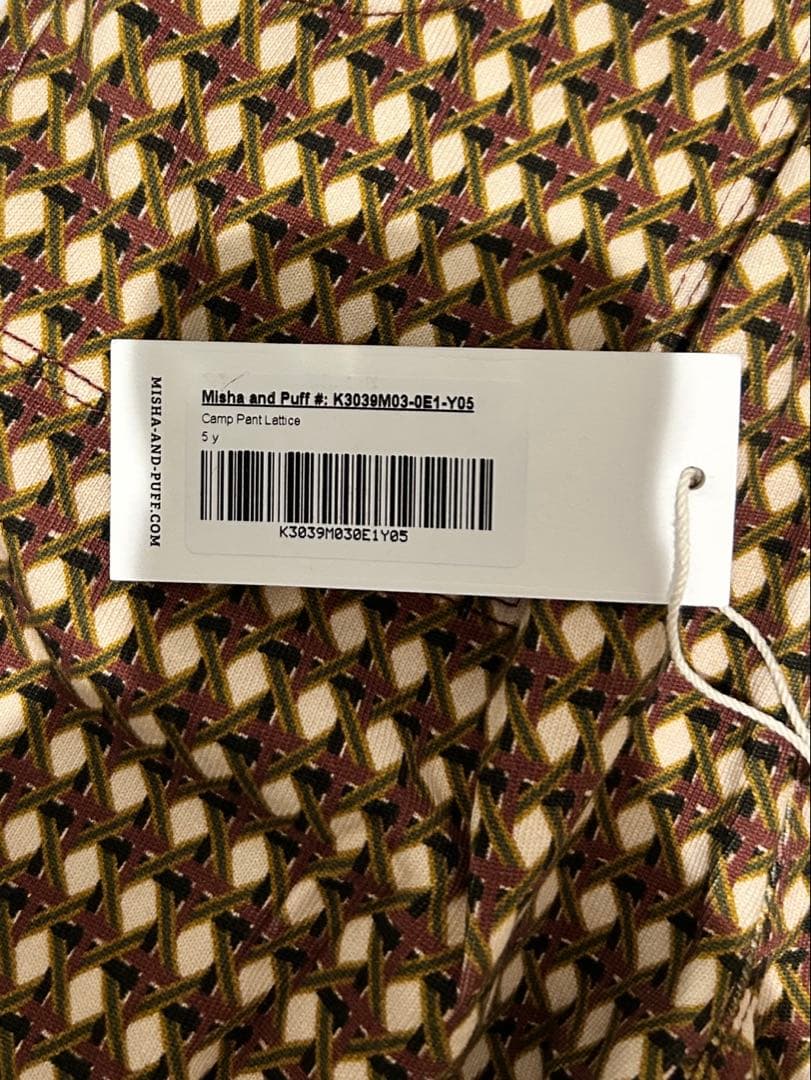 MISHA-AND-PUFF.COM
Misha and Puff #: K3039M03-0E1-Y05
Camp Pant Lattice
5 y
K3039M030E1Y05